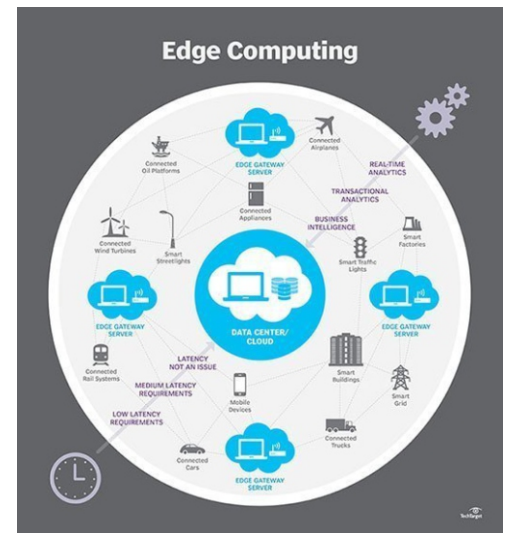 Edge Computing
Connected
Oil Platforms
EDGE GATEWAY
SERVER
Connected
Airplanes
REAL-TIME
ANALYTICS
TRANSACTIONAL
ANALYTICS
BUSINESS
INTELLIGENCE
Connected
Appliances
Connected
Wind Turbines
Smart
Streetlights
Smart Traffic
Lights
Smart
Factories
EDGE GATEWAY
SERVER
DATA CENTER/
CLOUD
EDGE GATEWAY
SERVER
Connected
Rail Systems
LATENCY
NOT AN ISSUE
MEDIUM LATENCY
REQUIREMENTS
LOW LATENCY
REQUIREMENTS
Mobile
Devices
Smart
Buildings
Smart
Grid
Connected
Cars
EDGE GATEWAY
SERVER
Connected
Trucks
TechTarget